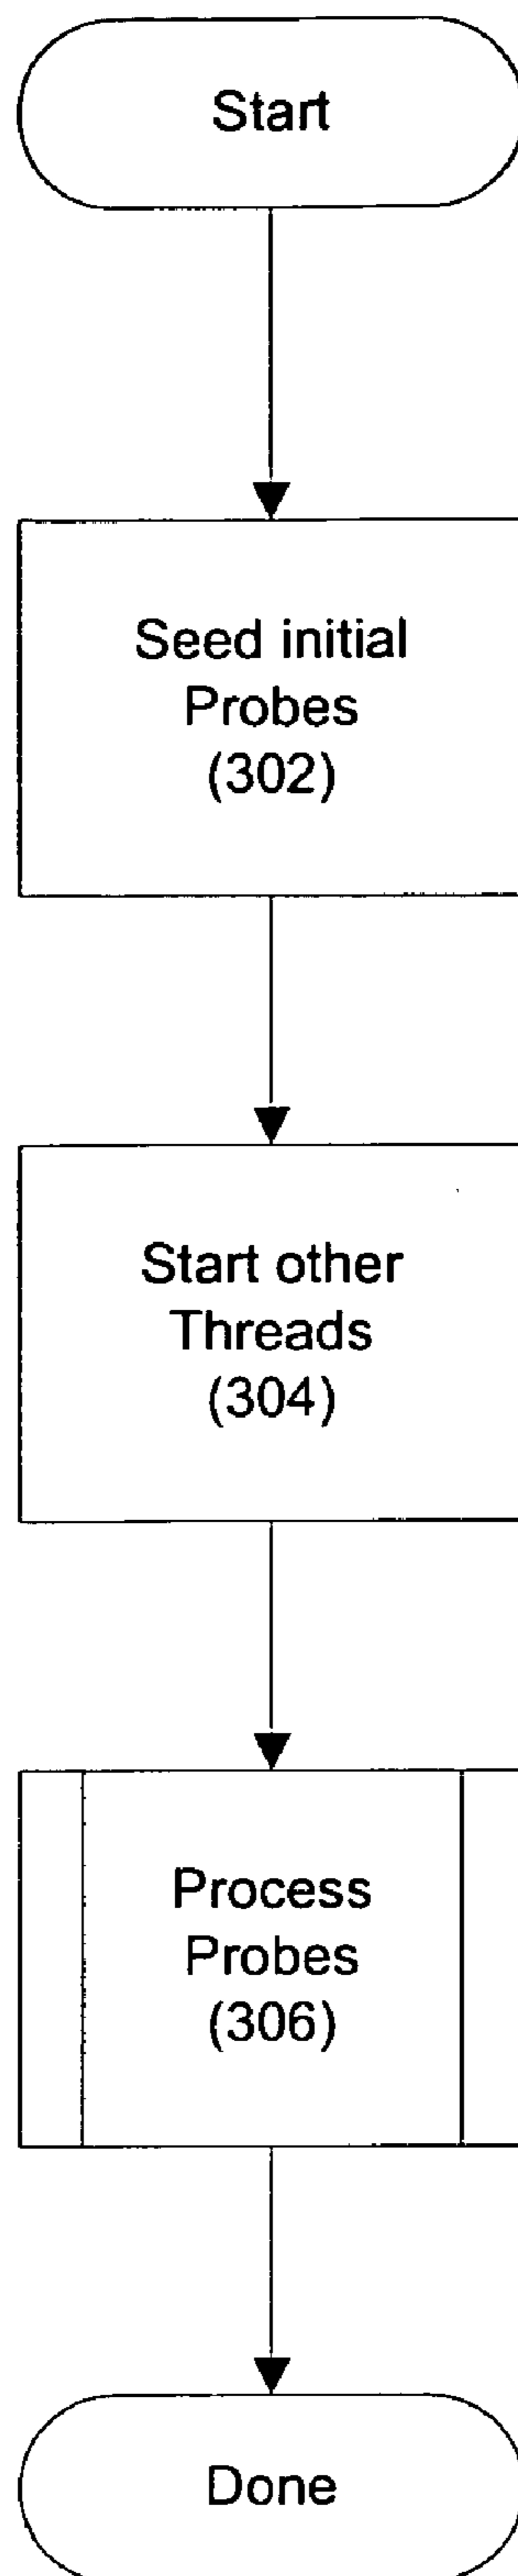 Start
Seed initial
Probes
(302)
Start other
Threads
(304)
Process
Probes
(306)
Done